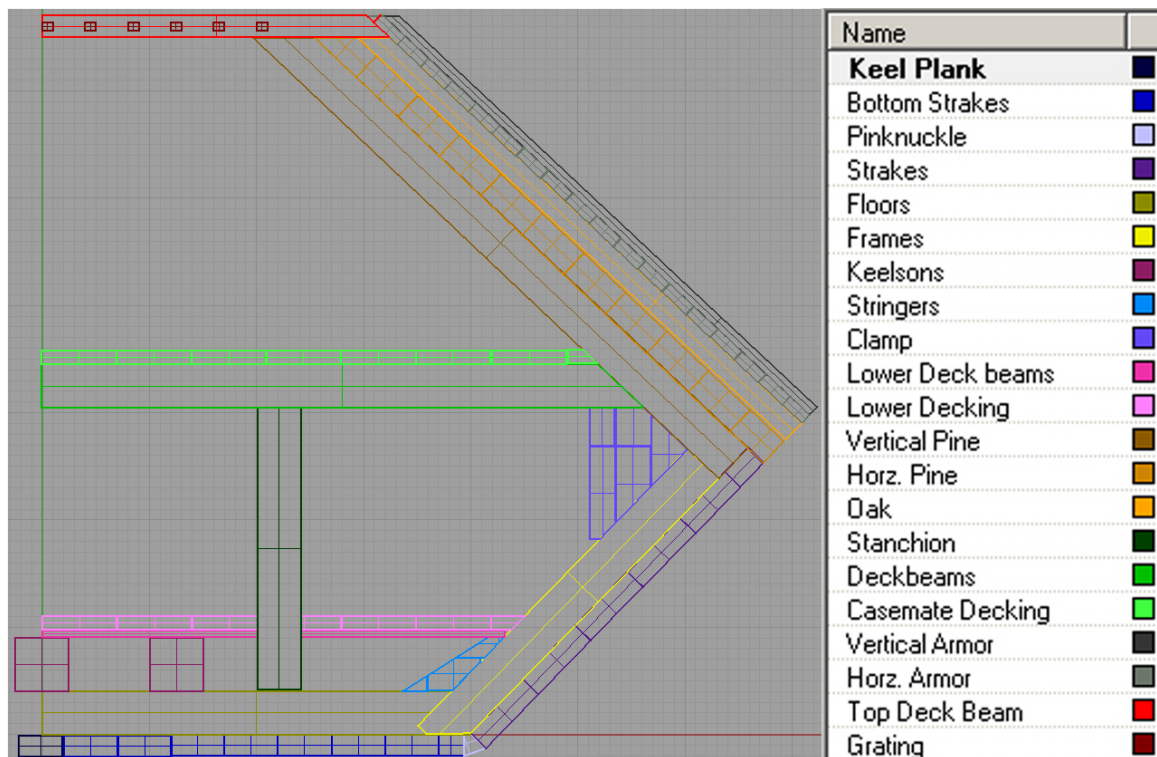 Name
Keel Plank
Bottom Strakes
Pinknuckle
Strakes
Floors
Frames
Keelsons
Stringers
Clamp
Lower Deck beams
Lower Decking
Vertical Pine
Horz. Pine
Oak
Stanchion
Deckbeams
Casemate Decking
Vertical Armor
Horz. Armor
Top Deck Beam
Grating